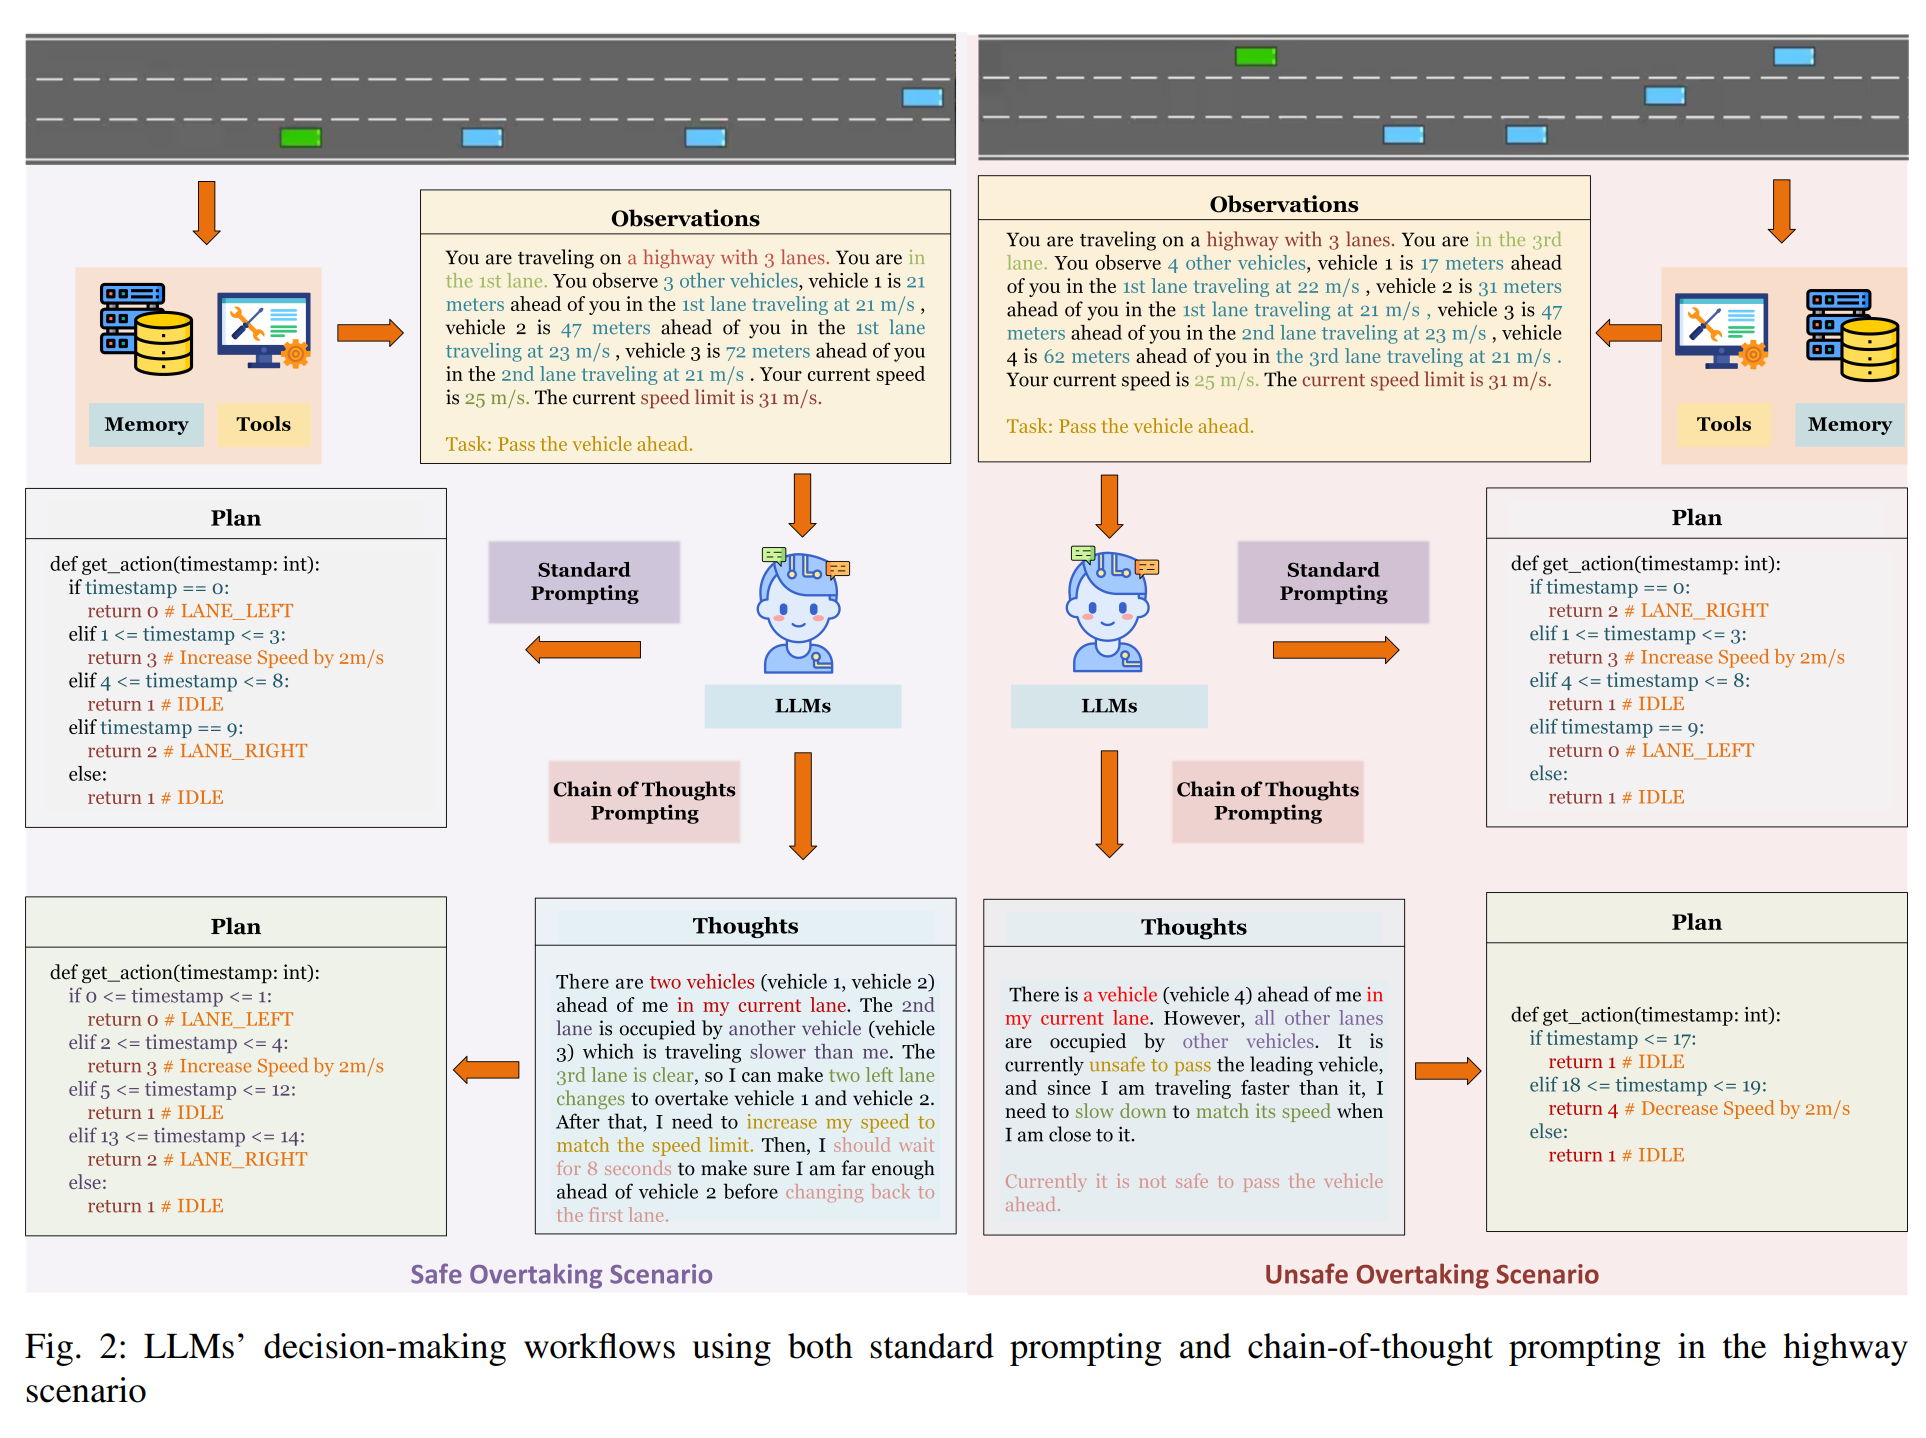 Observations
You are traveling on a highway with 3 lanes. You are in
the 1st lane. You observe 3 other vehicles, vehicle 1 is 21
meters ahead of you in the 1st lane traveling at 21 m/s ,
vehicle 2 is 47 meters ahead of you in the 1st lane
traveling at 23 m/s , vehicle 3 is 72 meters ahead of you
in the 2nd lane traveling at 21 m/s . Your current speed
is 25 m/s. The current speed limit is 31 m/s.
Task: Pass the vehicle ahead.
Memory
Tools
Plan
def get_action(timestamp: int):
if timestamp == 0:
return 0 # LANE_LEFT
elif 1 <= timestamp <= 3:
return 3 # Increase Speed by 2m/s
elif 4 <= timestamp <= 8:
return 1 # IDLE
elif timestamp == 9:
return 2 # LANE_RIGHT
else:
return 1 # IDLE
Standard
Prompting
LLMs
Chain of Thoughts
Prompting
Plan
def get_action(timestamp: int):
if 0 <= timestamp <= 1:
return 0 # LANE_LEFT
elif 2 <= timestamp <= 4:
return 3 # Increase Speed by 2m/s
elif 5 <= timestamp <= 12:
return 1 # IDLE
elif 13 <= timestamp <= 14:
return 2 # LANE_RIGHT
else:
return 1 # IDLE
Thoughts
There are two vehicles (vehicle 1, vehicle 2)
ahead of me in my current lane. The 2nd
lane is occupied by another vehicle (vehicle
3) which is traveling slower than me. The
3rd lane is clear, so I can make two left lane
changes to overtake vehicle 1 and vehicle 2.
After that, I need to increase my speed to
match the speed limit. Then, I should wait
for 8 seconds to make sure I am far enough
ahead of vehicle 2 before changing back to
the first lane.
Safe Overtaking Scenario
Observations
You are traveling on a highway with 3 lanes. You are in the 3rd
lane. You observe 4 other vehicles, vehicle 1 is 17 meters ahead
of you in the 1st lane traveling at 22 m/s , vehicle 2 is 31 meters
ahead of you in the 1st lane traveling at 21 m/s , vehicle 3 is 47
meters ahead of you in the 2nd lane traveling at 23 m/s , vehicle
4 is 62 meters ahead of you in the 3rd lane traveling at 21 m/s .
Your current speed is 25 m/s. The current speed limit is 31 m/s.
Task: Pass the vehicle ahead.
Tools
Memory
LLMs
Standard
Prompting
Plan
def get_action(timestamp: int):
if timestamp == 0:
return 2 # LANE_RIGHT
elif 1 <= timestamp <= 3:
return 3 # Increase Speed by 2m/s
elif 4 <= timestamp <= 8:
return 1 # IDLE
elif timestamp == 9:
return 0 # LANE_LEFT
else:
return 1 # IDLE
Chain of Thoughts
Prompting
Thoughts
There is a vehicle (vehicle 4) ahead of me in
my current lane. However, all other lanes
are occupied by other vehicles. It is
currently unsafe to pass the leading vehicle,
and since I am traveling faster than it, I
need to slow down to match its speed when
I am close to it.
Currently it is not safe to pass the vehicle
ahead.
Plan
def get_action(timestamp: int):
if timestamp <= 17:
return 1 # IDLE
elif 18 <= timestamp <= 19:
return 4 # Decrease Speed by 2m/s
else:
return 1 # IDLE
Unsafe Overtaking Scenario
Fig. 2: LLMs’ decision-making workflows using both standard prompting and chain-of-thought prompting in the highway
scenario